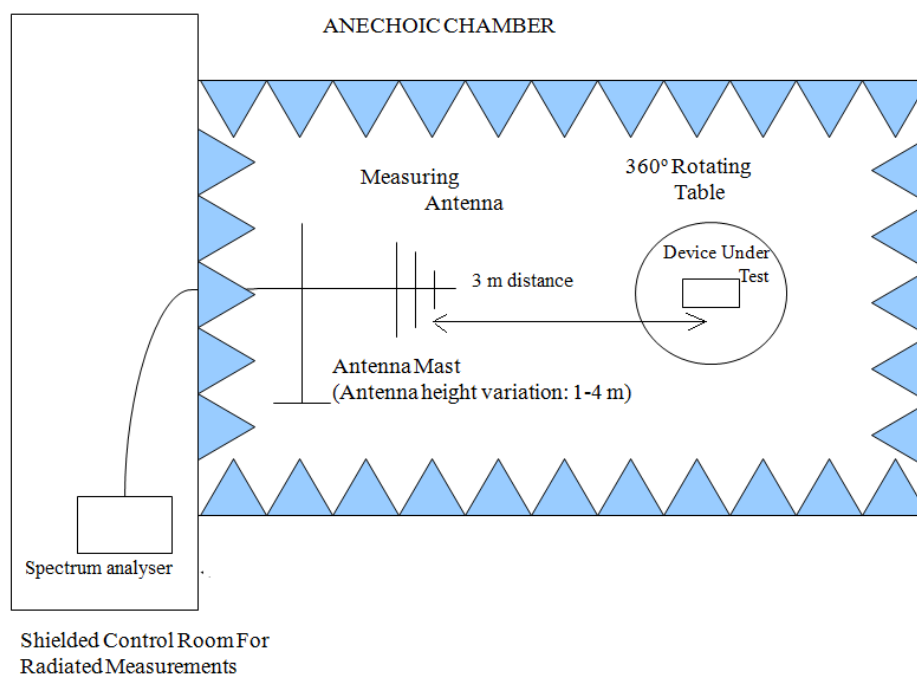 ANECHOIC CHAMBER
Measuring
Antenna
360º Rotating
Table
Device Under
Test
3 m distance
Antenna Mast
(Antenna height variation: 1-4 m)
Spectrum analyser
Shielded Control Room For
Radiated Measurements